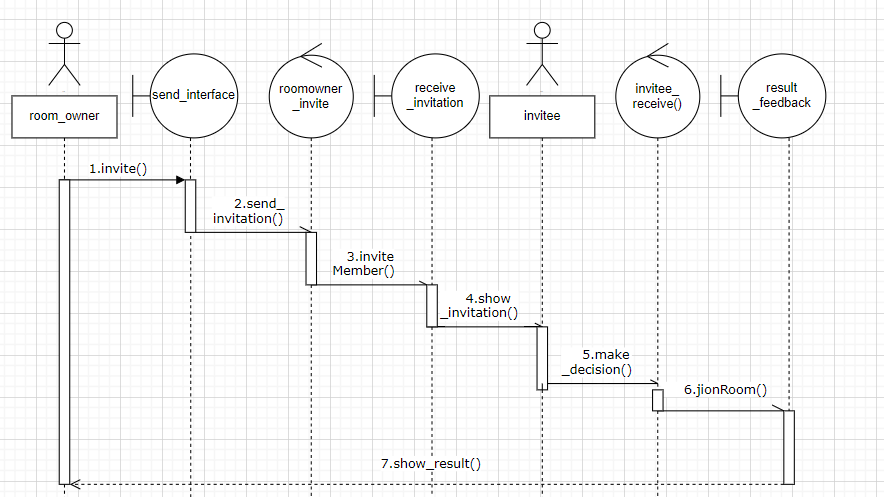 room_owner
send_interface
roomowner
_invite
receive
_invitation
invitee
invitee_
receive()
result
_feedback
1.invite()
2.send_
invitation()
3.invite
Member()
4.show
_invitation()
5.make
_decision()
6.jionRoom()
7.show_result()